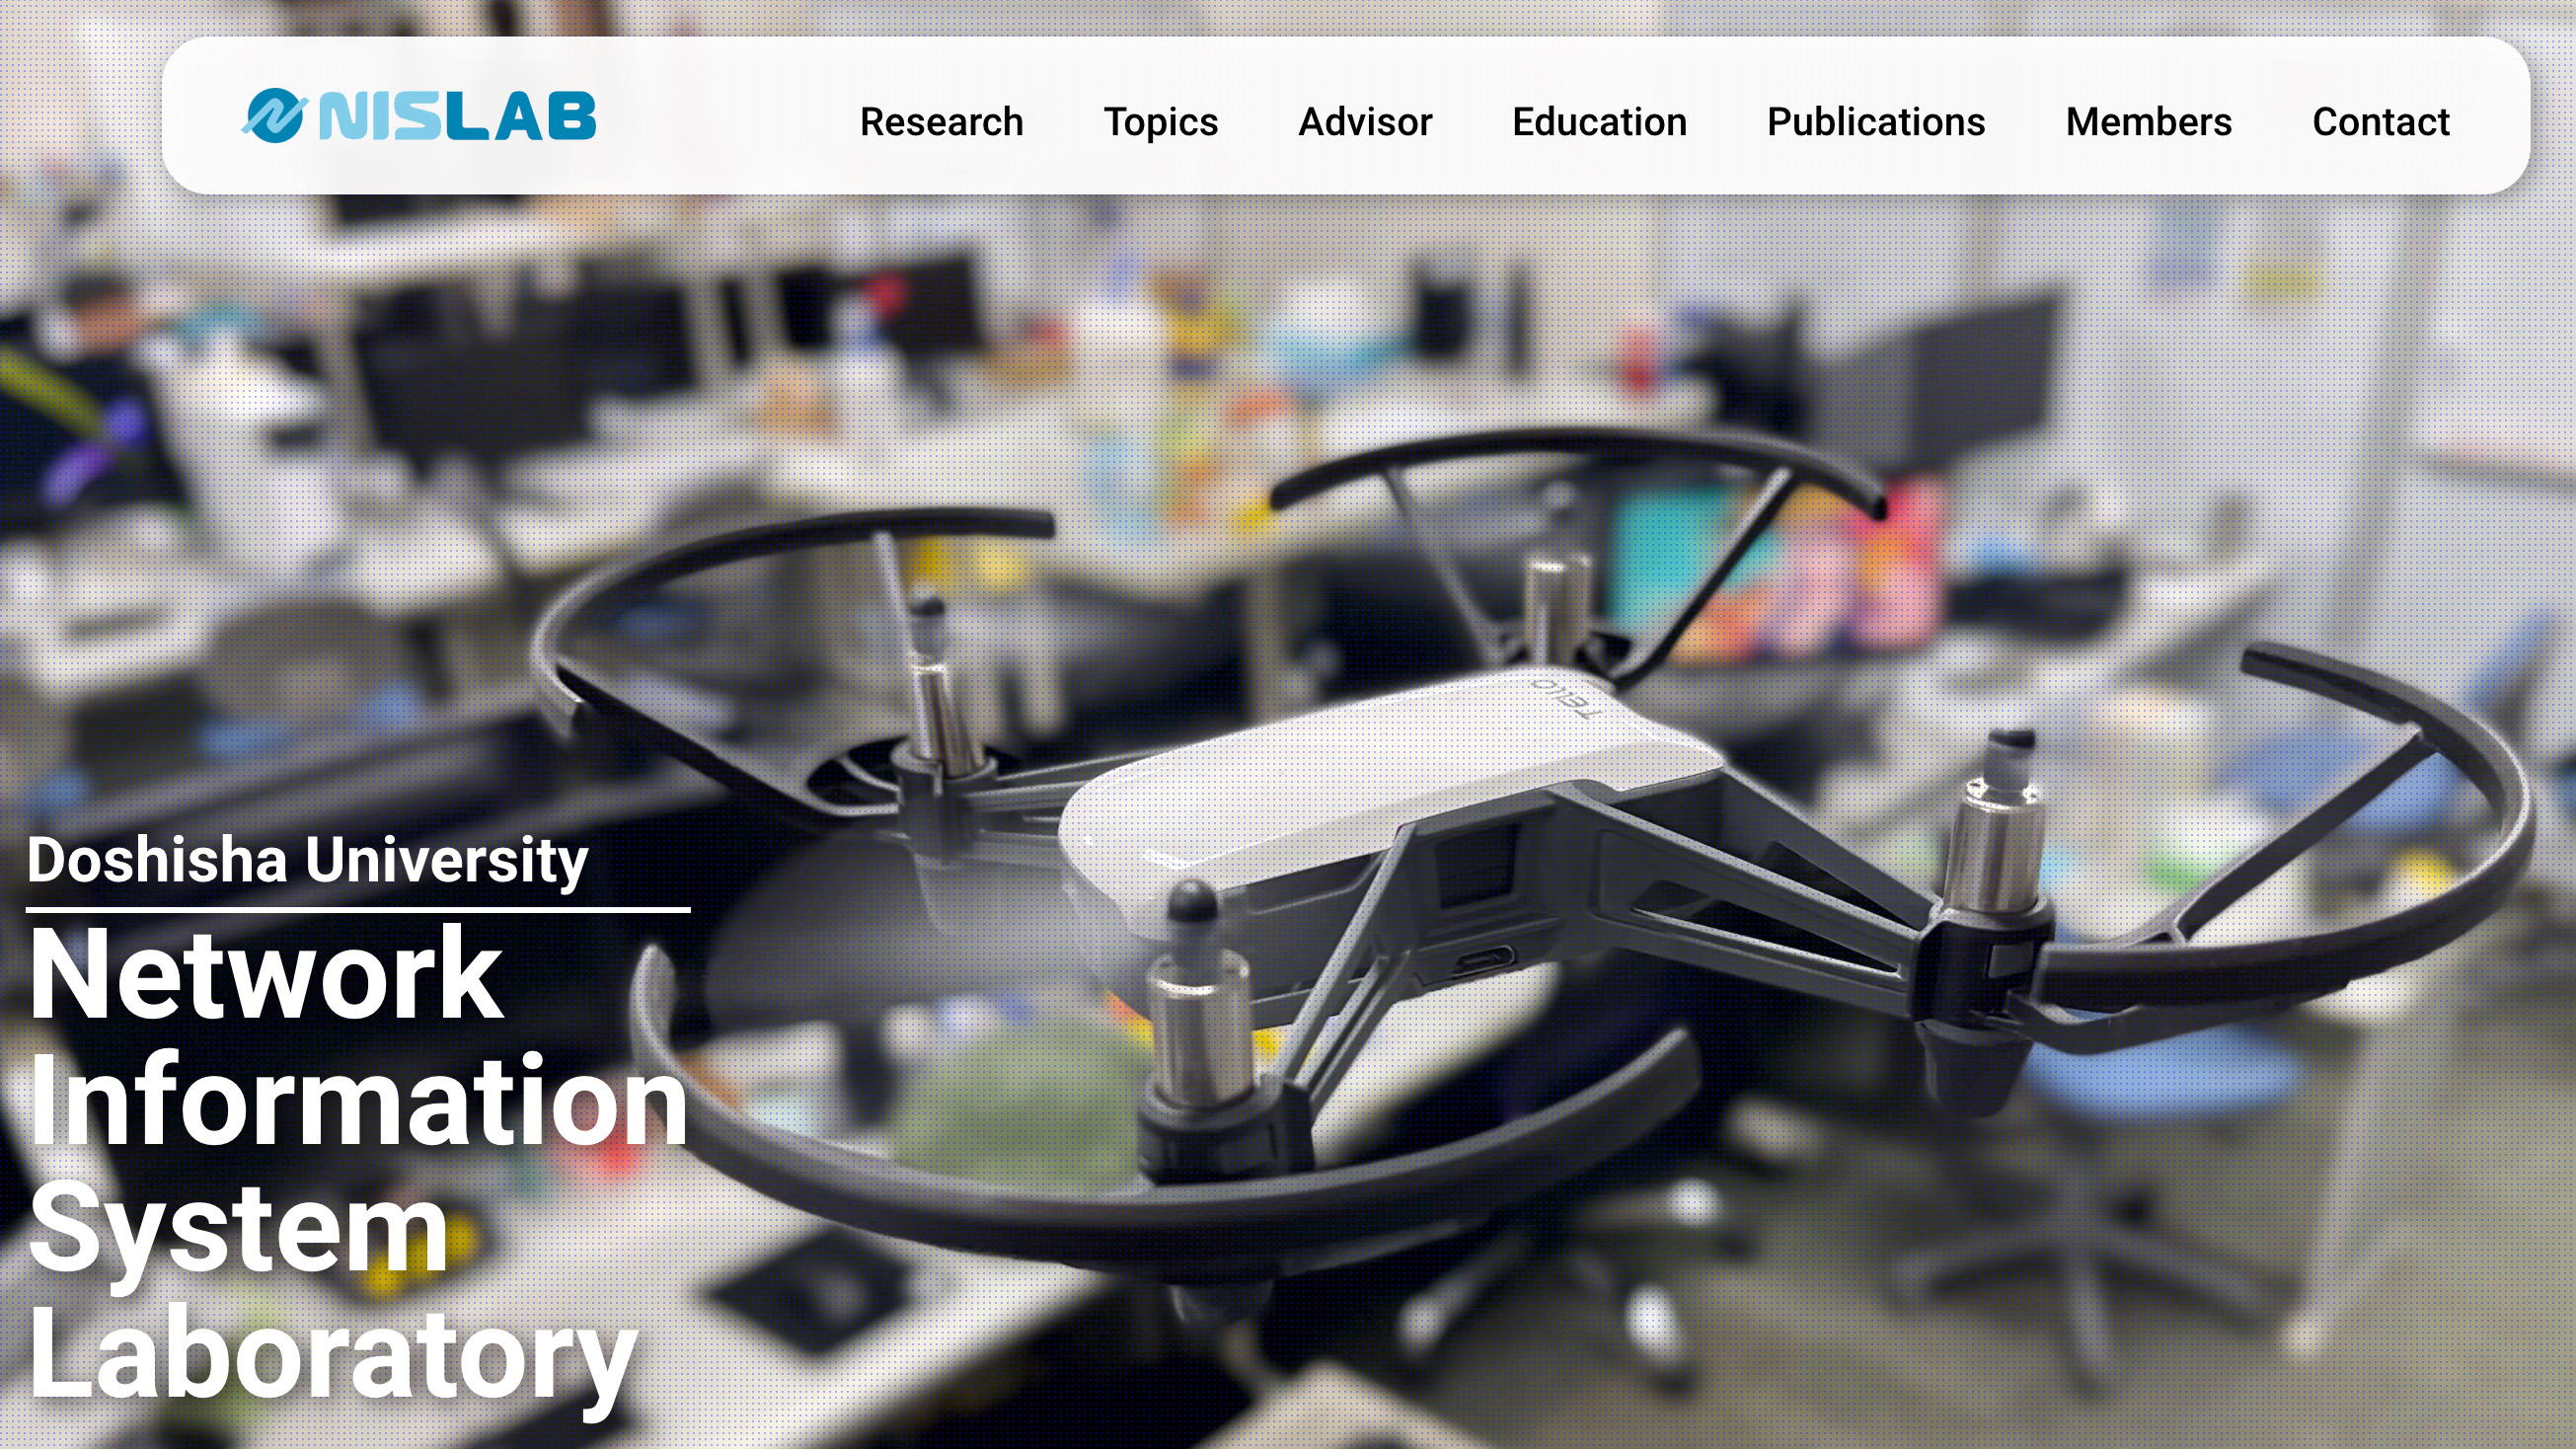 NISLAB
Research
Topics
Advisor
Education
Publications
Members
Contact
TELLO
Doshisha University
Network
Information
System
Laboratory